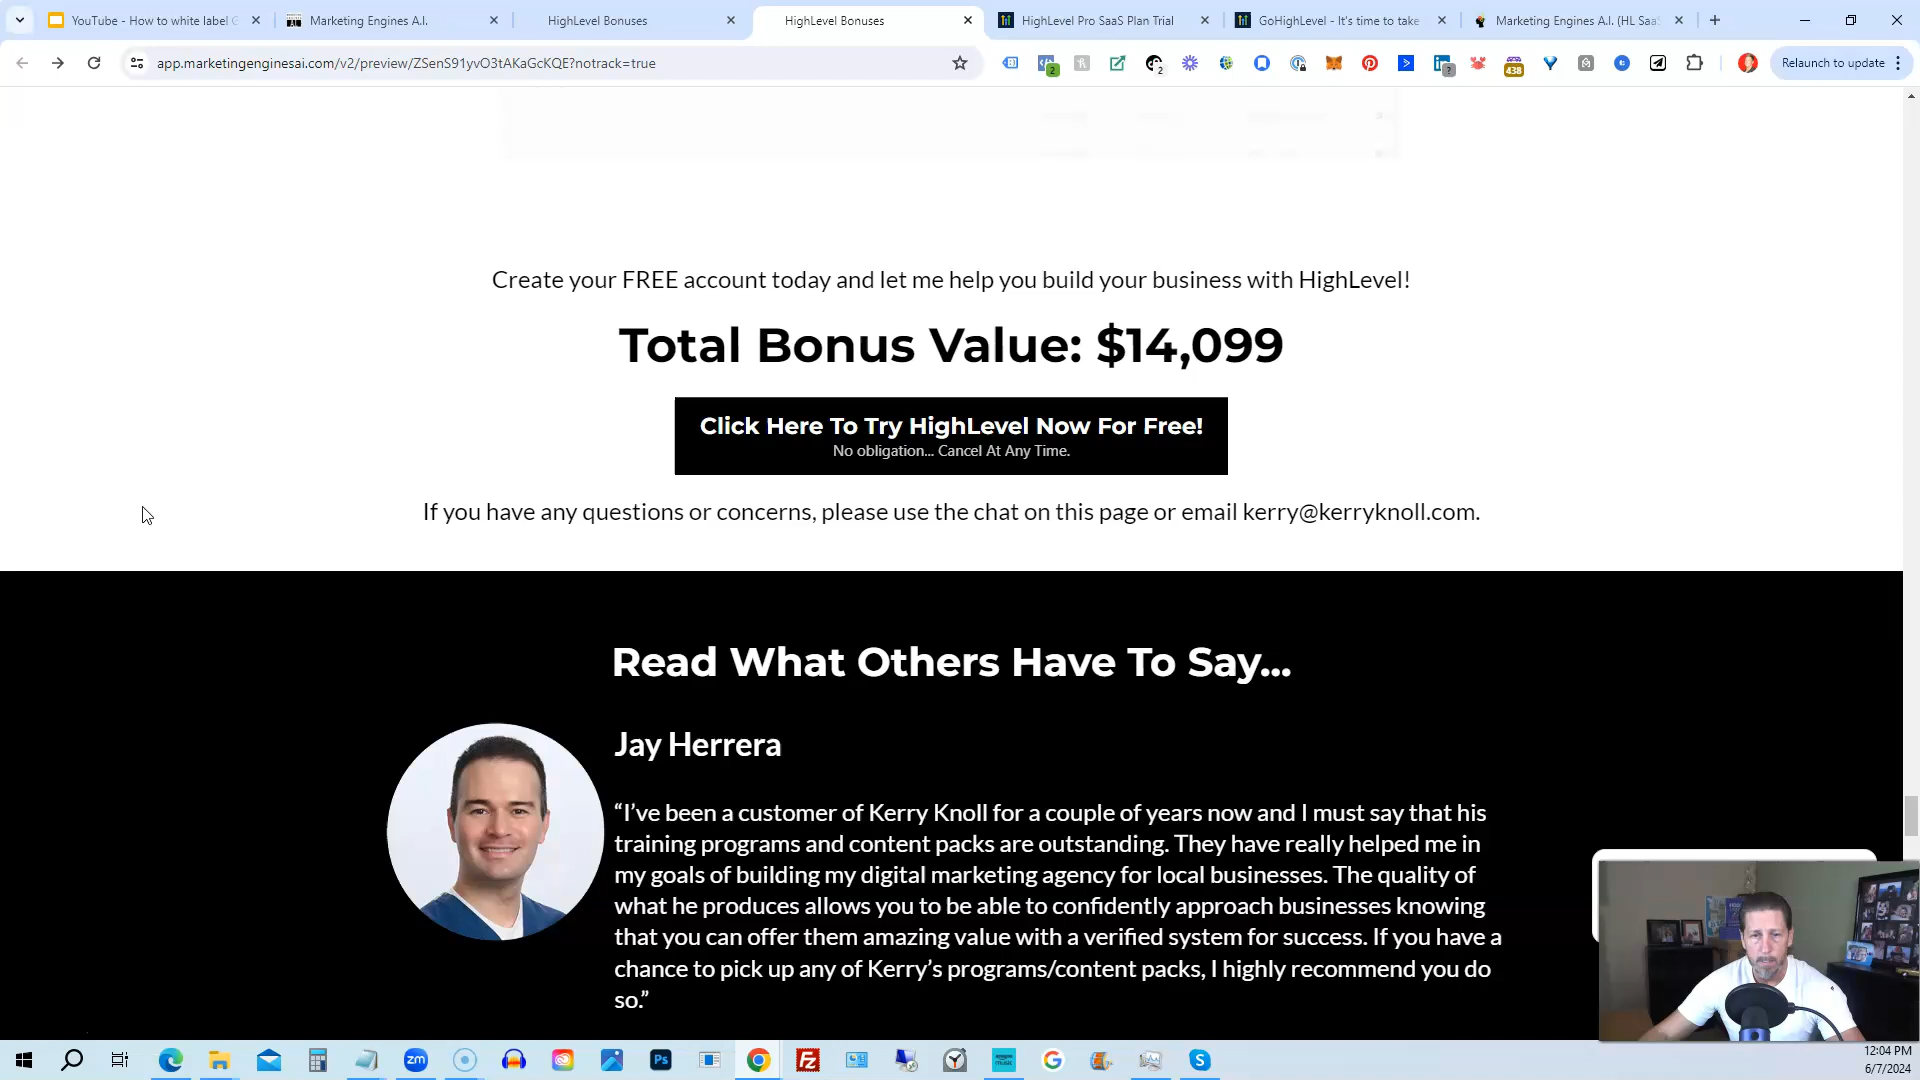 YouTube - How to white label G
Marketing Engines A.I.
HighLevel Bonuses
HighLevel Bonuses
HighLevel Pro SaaS Plan Trial
GoHighLevel - It's time to take
Marketing Engines A.I. (HL SaaS
app.marketingenginesai.com/v2/preview/ZSenS91yvO3tAKaGcKQE?notrack=true
2
2
?
438
Relaunch to update
Create your FREE account today and let me help you build your business with HighLevel!
Total Bonus Value: $14,099
Click Here To Try HighLevel Now For Free!
No obligation... Cancel At Any Time.
If you have any questions or concerns, please use the chat on this page or email kerry@kerryknoll.com.
Read What Others Have To Say...
Jay Herrera
“I’ve been a customer of Kerry Knoll for a couple of years now and I must say that his
training programs and content packs are outstanding. They have really helped me in
my goals of building my digital marketing agency for local businesses. The quality of
what he produces allows you to be able to confidently approach businesses knowing
that you can offer them amazing value with a verified system for success. If you have a
chance to pick up any of Kerry’s programs/content packs, I highly recommend you do
so.”
zm
Ps
Fz
amazon
music
12:04 PM
6/7/2024